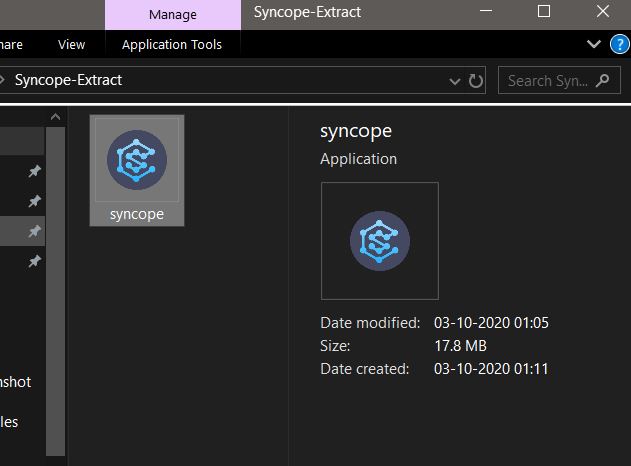 Manage
Syncope-Extract
hare
View
Application Tools
?
Syncope-Extract
Search Syn...
syncope
syncope
Application
Date modified: 03-10-2020 01:05
Size: 17.8 MB
Date created: 03-10-2020 01:11
nshot
les